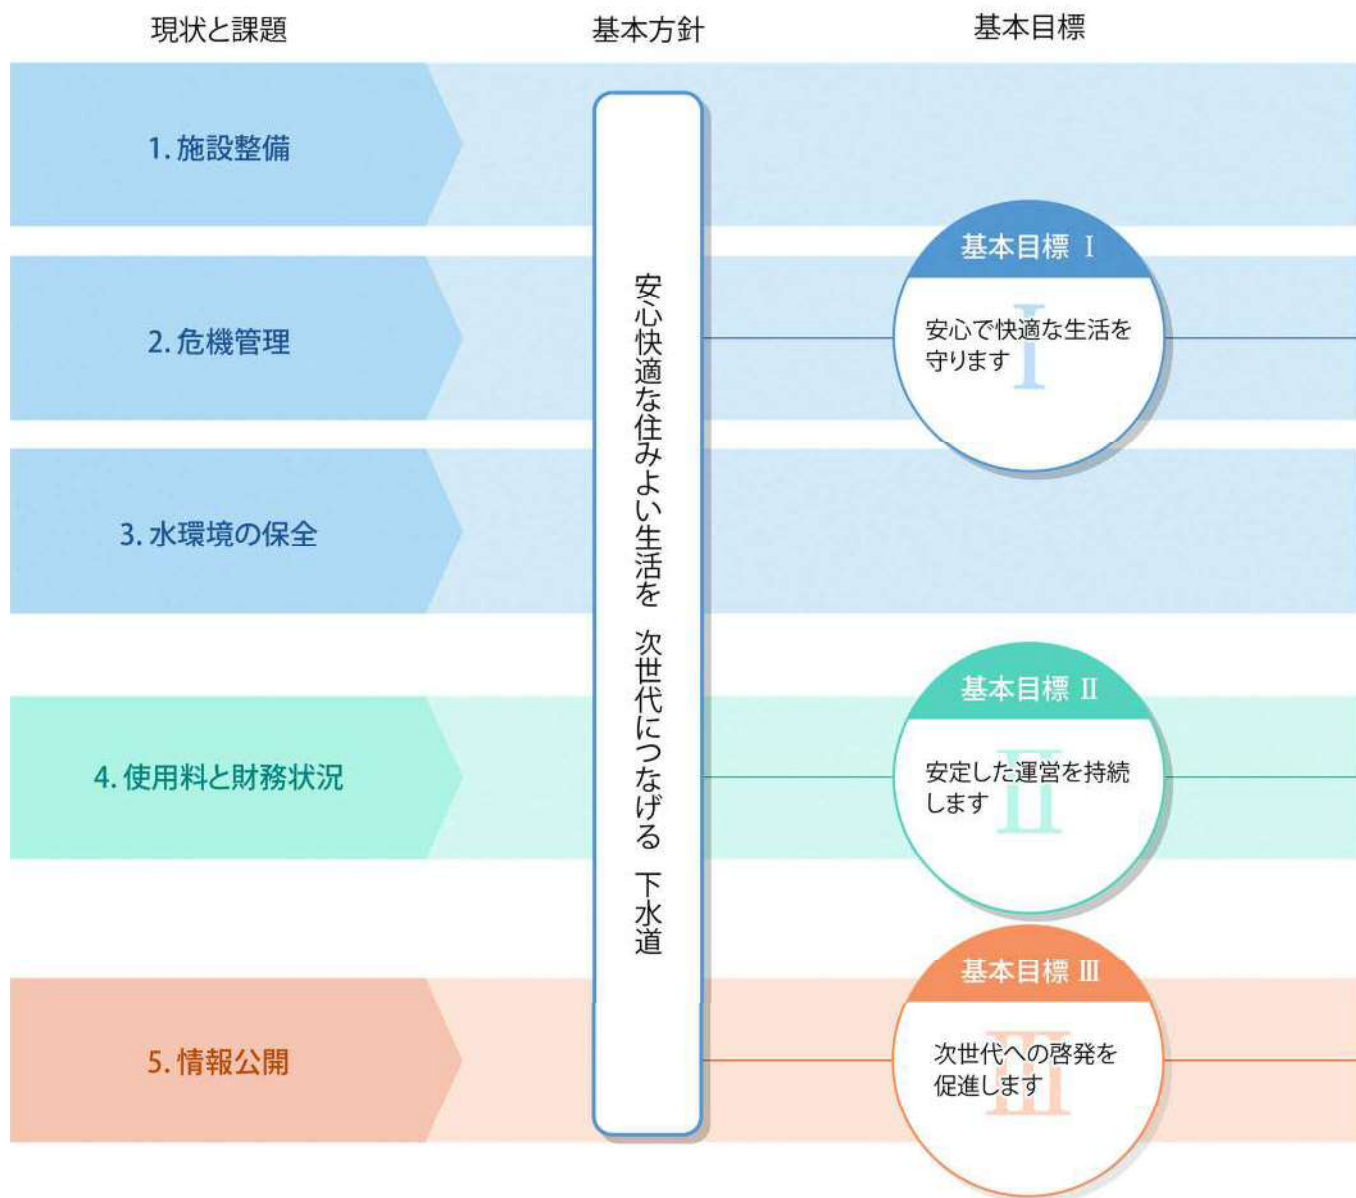 現状と課題
基本方針
基本目標
1. 施設整備
2. 危機管理
3. 水環境の保全
4. 使用料と財務状況
5. 情報公開
安心快適な住みよい生活を 次世代につなげる 下水道
基本目標 Ⅰ
Ⅰ
安心で快適な生活を
守ります
基本目標 Ⅱ
Ⅱ
安定した運営を持続
します
基本目標 Ⅲ
Ⅲ
次世代への啓発を
促進します